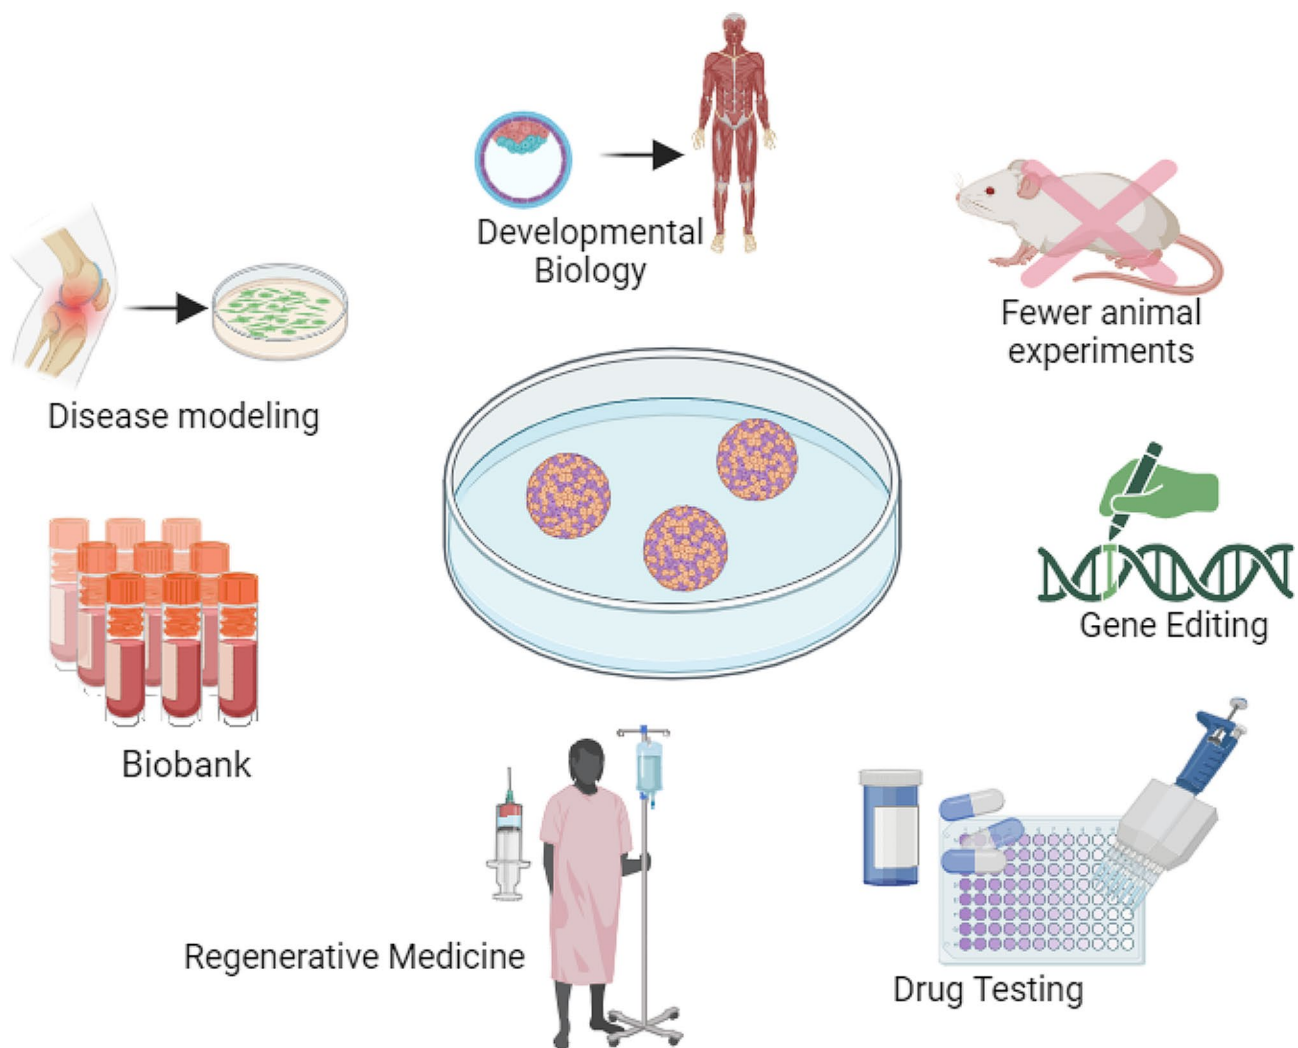 Developmental
Biology
Fewer animal
experiments
Disease modeling
Gene Editing
Biobank
Regenerative Medicine
Drug Testing